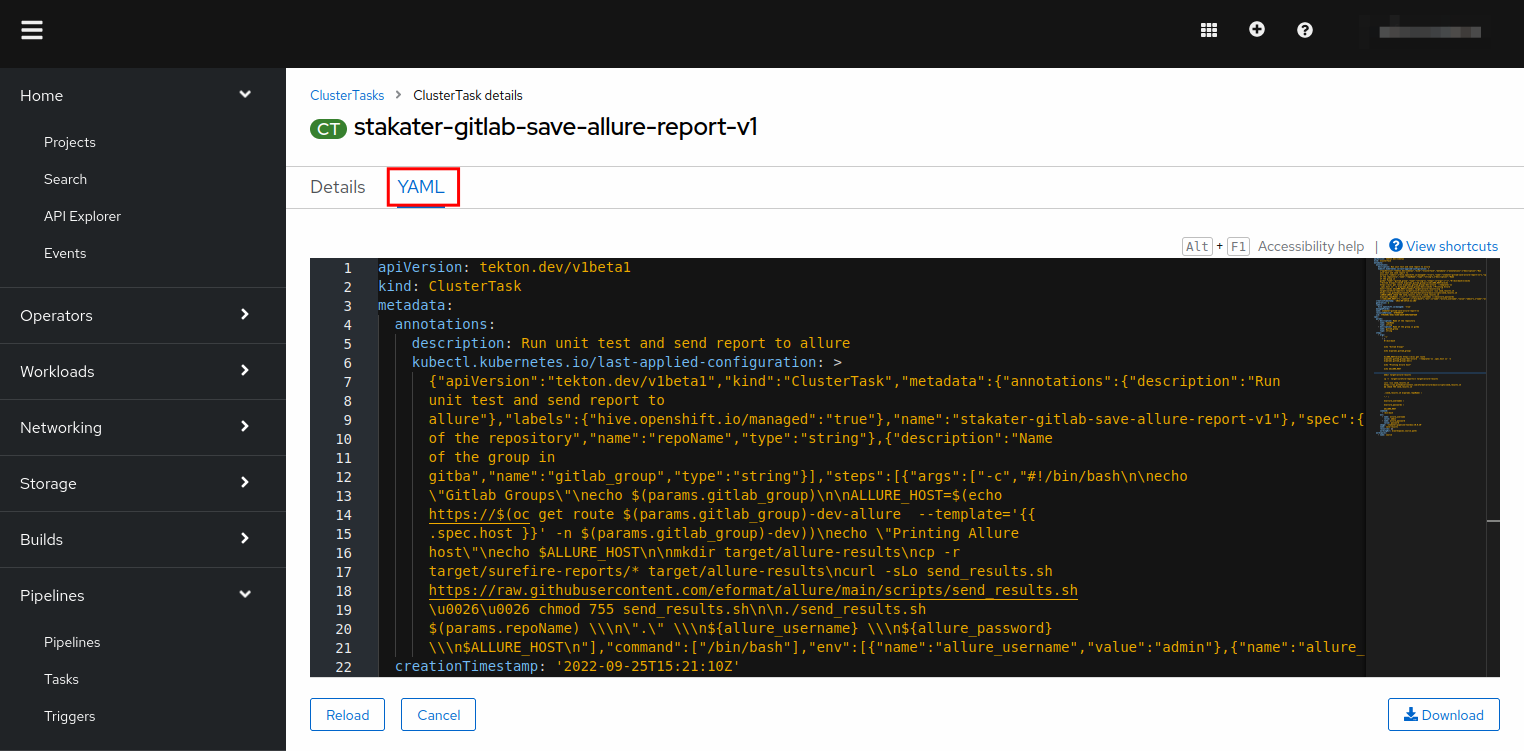 Home
Projects
Search
API Explorer
Events
Operators
Workloads
Networking
Storage
Builds
Pipelines
Pipelines
Tasks
Triggers
ClusterTasks > ClusterTask details
CT stakater-gitlab-save-allure-report-v1
Details YAML
Alt + F1 Accessibility help | View shortcuts
1 apiVersion: tekton.dev/v1beta1
2 kind: ClusterTask
3 metadata:
4 annotations:
5 description: Run unit test and send report to allure
6 kubectl.kubernetes.io/last-applied-configuration: >
7 {"apiVersion":"tekton.dev/v1beta1","kind":"ClusterTask","metadata":{"annotations":{"description":"Run
8 unit test and send report to
9 allure"},"labels":{"hive.openshift.io/managed":"true"},"name":"stakater-gitlab-save-allure-report-v1"},"spec":{
10 of the repository","name":"repoName","type":"string"},{"description":"Name
11 of the group in
12 gitba","name":"gitlab_group","type":"string"}],"steps":[{"args":["-c","#!/bin/bash\n\necho
13 \"Gitlab Groups\"\necho $(params.gitlab_group)\n\nALLURE_HOST=$(echo
14 https://$(oc get route $(params.gitlab_group)-dev-allure  --template='{{
15 .spec.host }}' -n $(params.gitlab_group)-dev))\necho \"Printing Allure
16 host\"\necho $ALLURE_HOST\n\nmkdir target/allure-results\ncp -r
17 target/surefire-reports/* target/allure-results\ncurl -sLo send_results.sh
18 https://raw.githubusercontent.com/eformat/allure/main/scripts/send_results.sh
19 \u0026\u0026 chmod 755 send_results.sh\n\n./send_results.sh
20 $(params.repoName) \\\n\".\" \\\n${allure_username} \\\n${allure_password}
21 \\\n$ALLURE_HOST\n"],"command":["/bin/bash"],"env":[{"name":"allure_username","value":"admin"},{"name":"allure_
22 creationTimestamp: '2022-09-25T15:21:10Z'
Reload Cancel Download